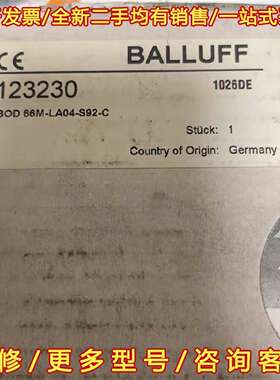 发票/全新二手均有销售/一站式
CE BALLUFF
123230 1026DE
BOD 66M-LA04-S92-C
Stück: 1
Country of Origin: Germany
修/更多型号/咨询客